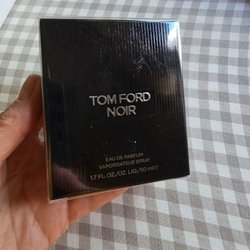 TOM FORD
NOIR
EAU DE PARFUM
VAPORISATEUR SPRAY
1.7 FL.OZ./OZ. LIQ./50 ml ℮